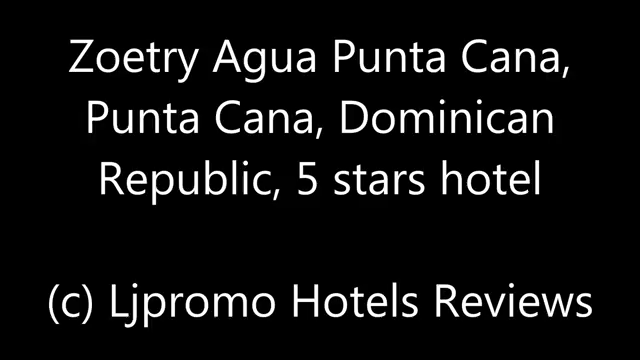 Zoetry Agua Punta Cana,
Punta Cana, Dominican
Republic, 5 stars hotel
(c) Ljpromo Hotels Reviews